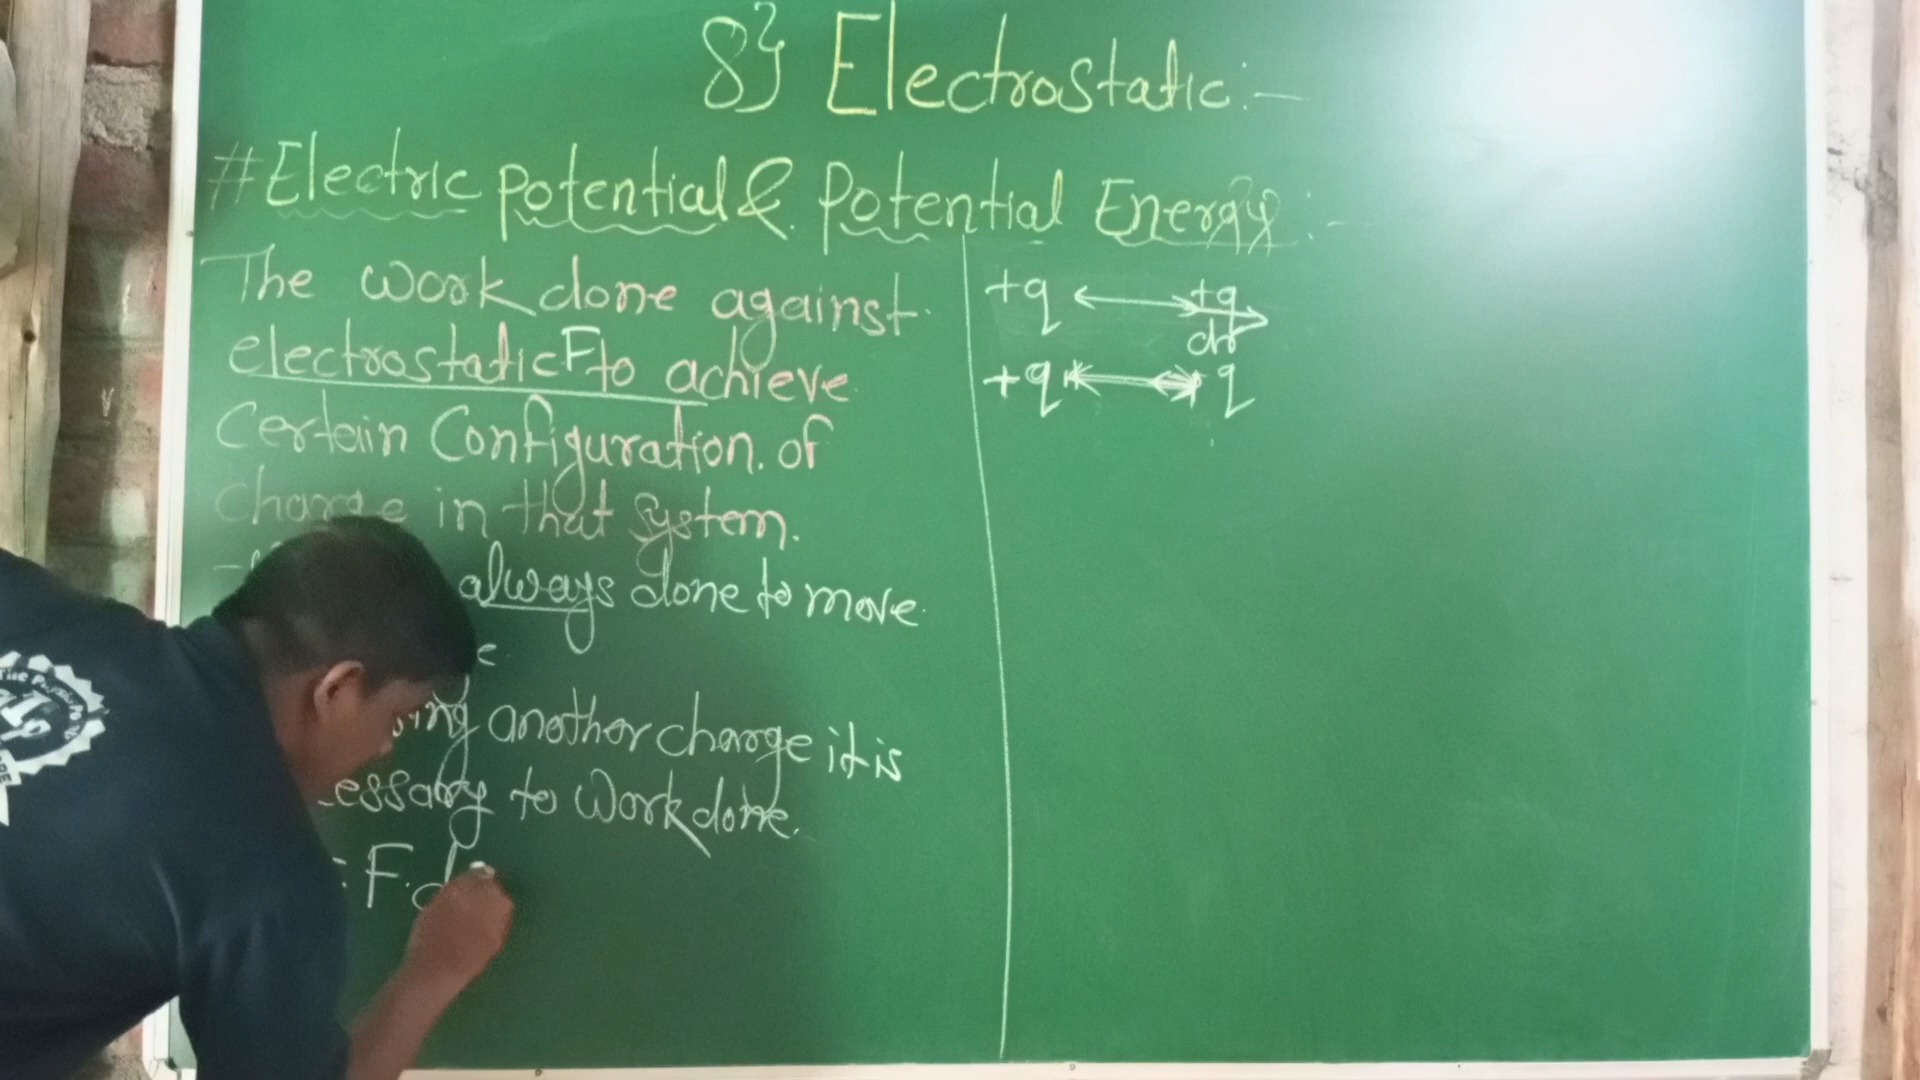 8} Electrostatic:-
# Electric potential & Potential Energy:-
The work done against
electrostatic F to achieve
Certain Configuration. of
charge in that system.
always done to move
another charge it is
to Work done.
F.
+q +q
dr
+q -q